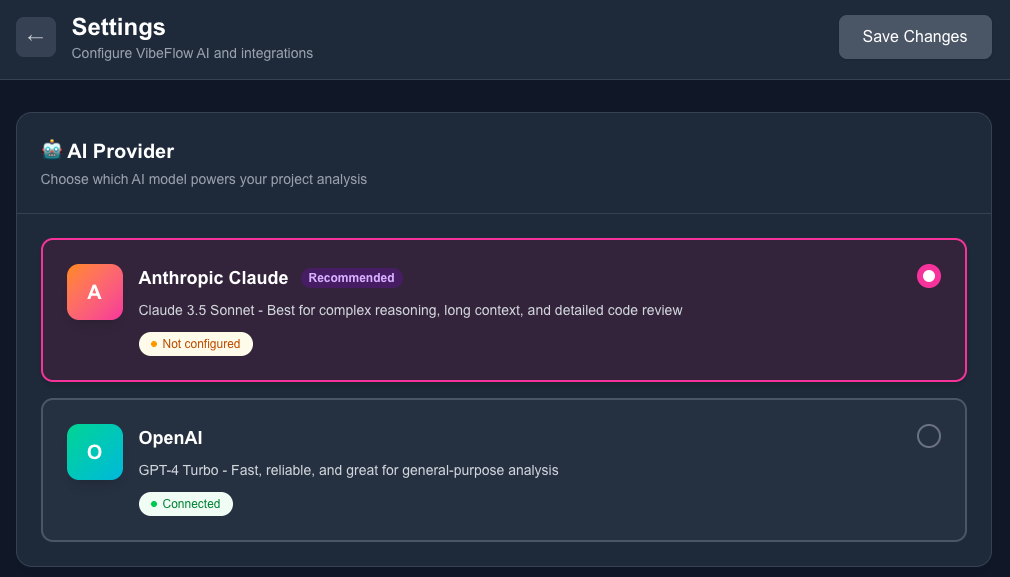 ←
Settings
Configure VibeFlow AI and integrations
Save Changes
🤖 AI Provider
Choose which AI model powers your project analysis
A
Anthropic Claude Recommended
Claude 3.5 Sonnet - Best for complex reasoning, long context, and detailed code review
Not configured
O
OpenAI
GPT-4 Turbo - Fast, reliable, and great for general-purpose analysis
Connected